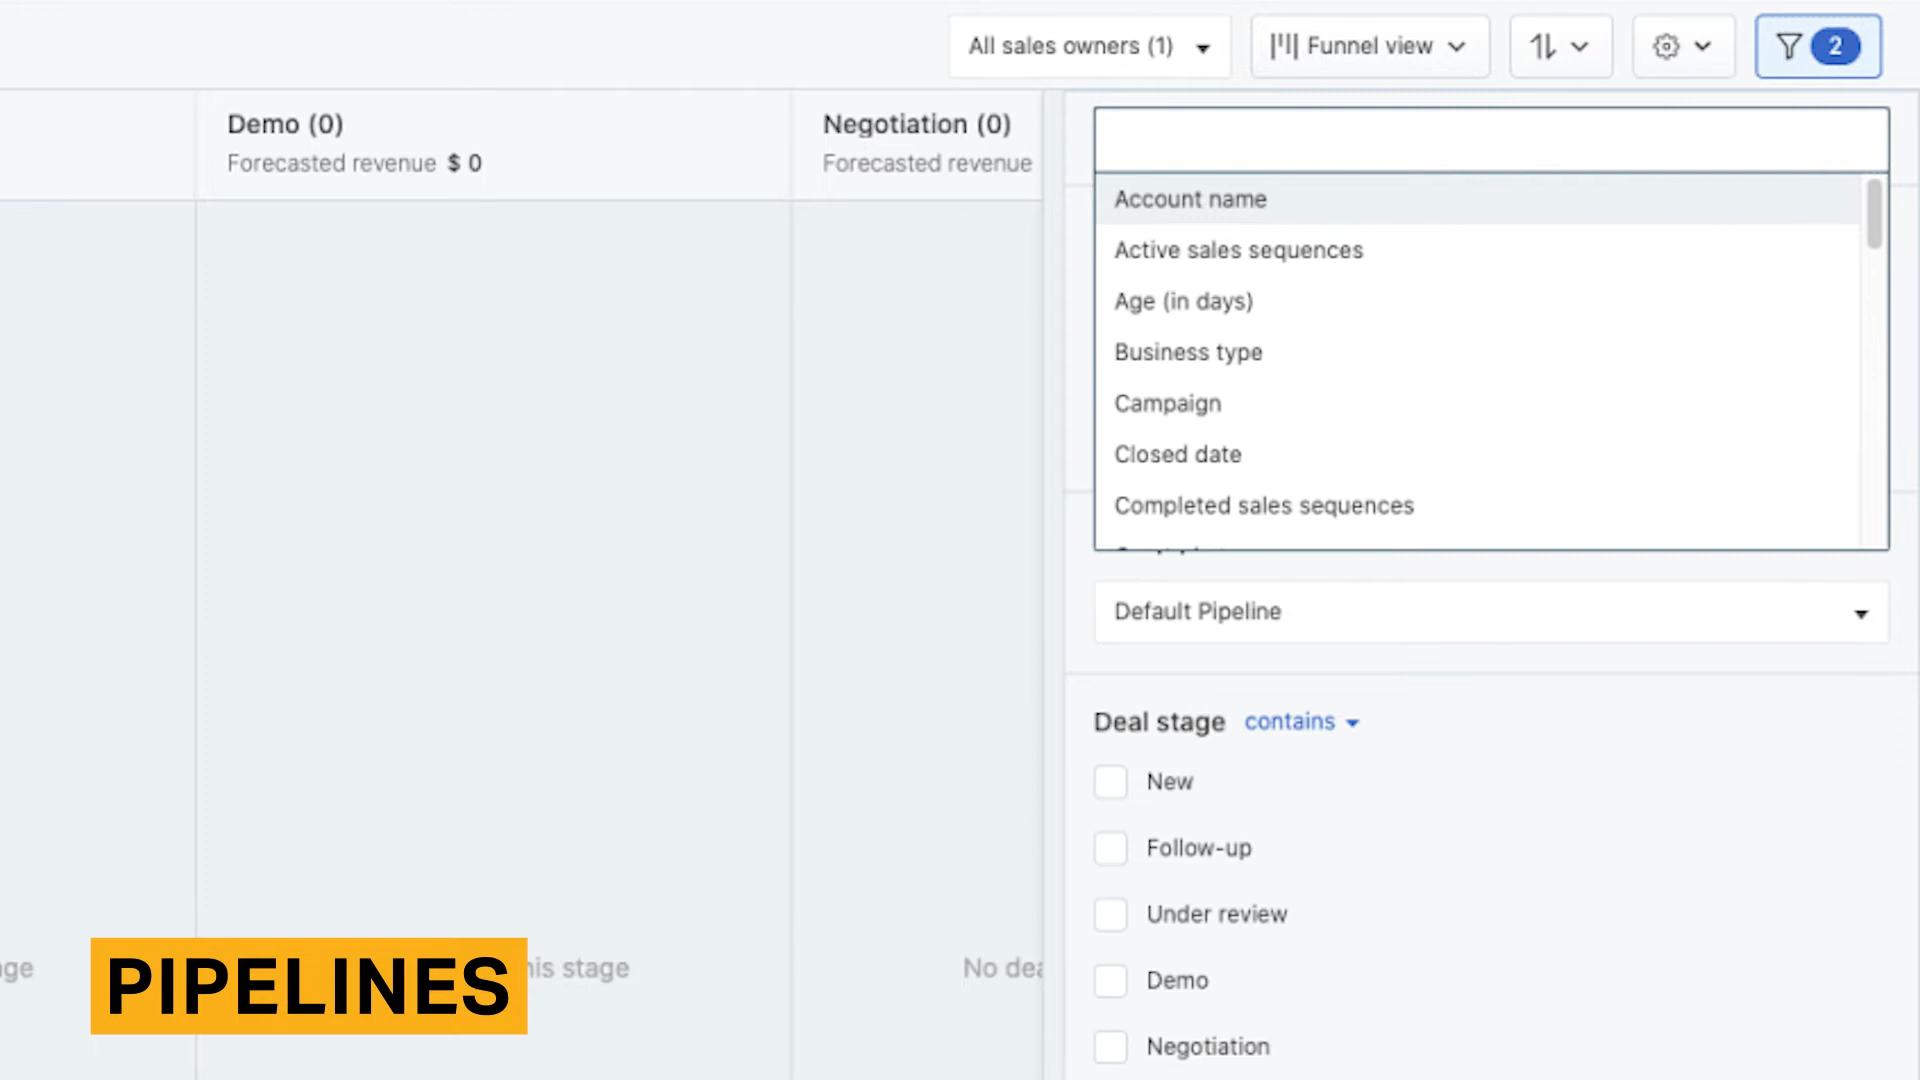 All sales owners (1)
Funnel view
2
Demo (0)
Forecasted revenue $ 0
Negotiation (0)
Forecasted revenue
Account name
Active sales sequences
Age (in days)
Business type
Campaign
Closed date
Completed sales sequences
Default Pipeline
Deal stage contains
New
Follow-up
Under review
Demo
Negotiation
his stage
No dea
PIPELINES